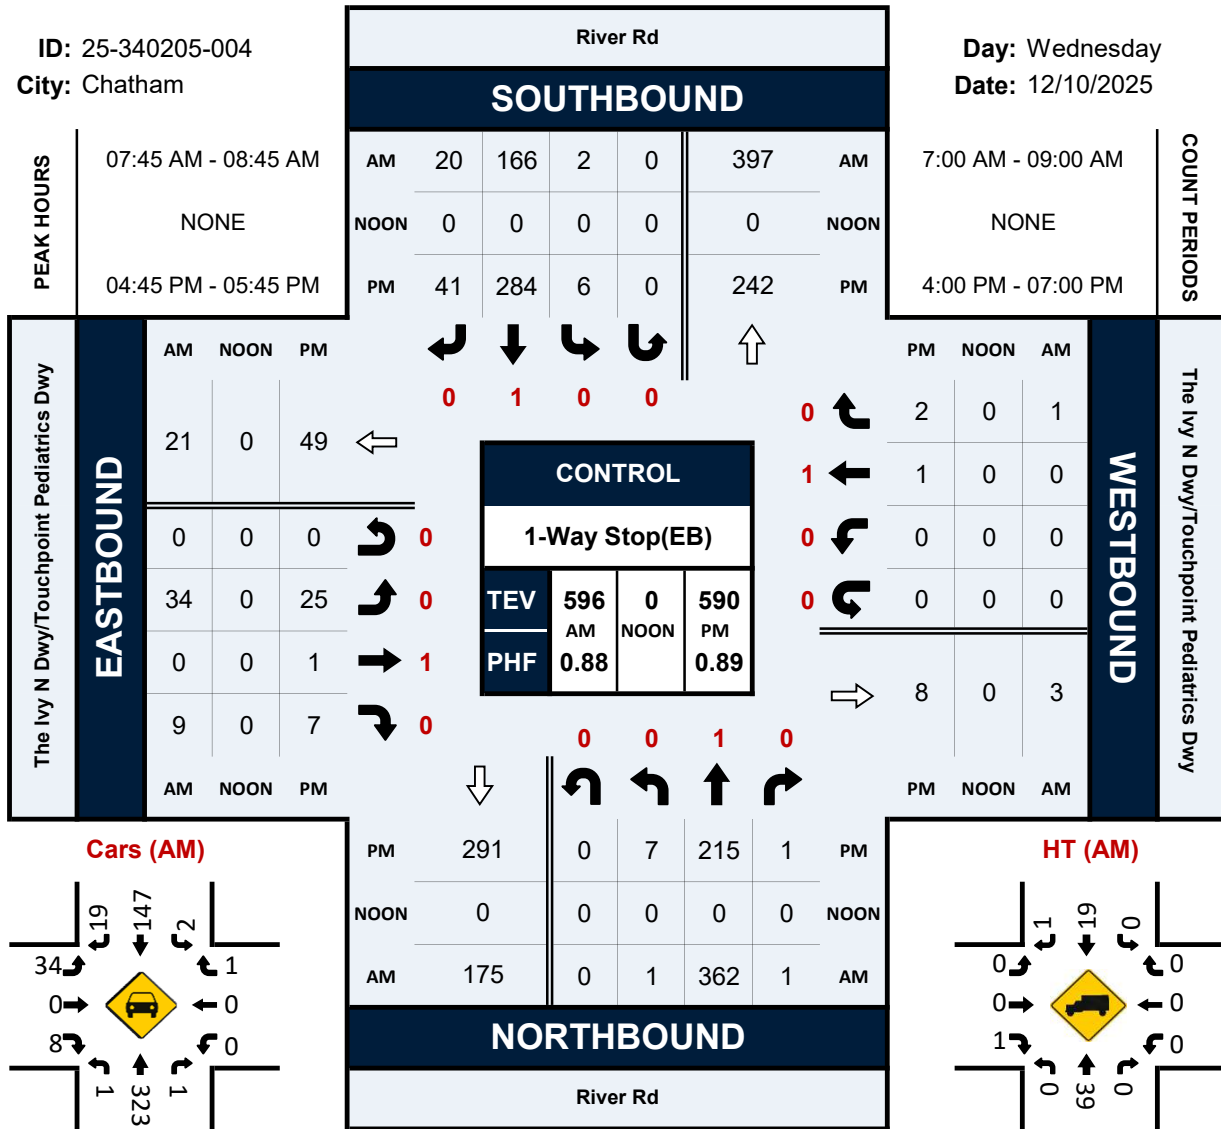 River Rd
ID: 25-340205-004
City: Chatham
Day: Wednesday
Date: 12/10/2025
SOUTHBOUND
PEAK HOURS
07:45 AM - 08:45 AM
NONE
04:45 PM - 05:45 PM
AM 20 166 2 0 397 AM
NOON 0 0 0 0 0 NOON
PM 41 284 6 0 242 PM
7:00 AM - 09:00 AM
NONE
4:00 PM - 07:00 PM
COUNT PERIODS
0 1 0 0
The Ivy N Dwy/Touchpoint Pediatrics Dwy
EASTBOUND
AM NOON PM
21 0 49
0 0 0 0
34 0 25 0
0 0 1 1
9 0 7 0
AM NOON PM
CONTROL
1-Way Stop(EB)
TEV 596 0 590
AM NOON PM
PHF 0.88 0.89
PM NOON AM
0 2 0 1
1 1 0 0
0 0 0 0
0 0 0 0
8 0 3
PM NOON AM
WESTBOUND
The Ivy N Dwy/Touchpoint Pediatrics Dwy
0 0 1 0
PM 291 0 7 215 1 PM
NOON 0 0 0 0 0 NOON
AM 175 0 1 362 1 AM
NORTHBOUND
River Rd
Cars (AM)
19 147 2
34 1
0 0
8 0
1 323 1
HT (AM)
1 19 0
0 0
0 0
1 0
0 39 0